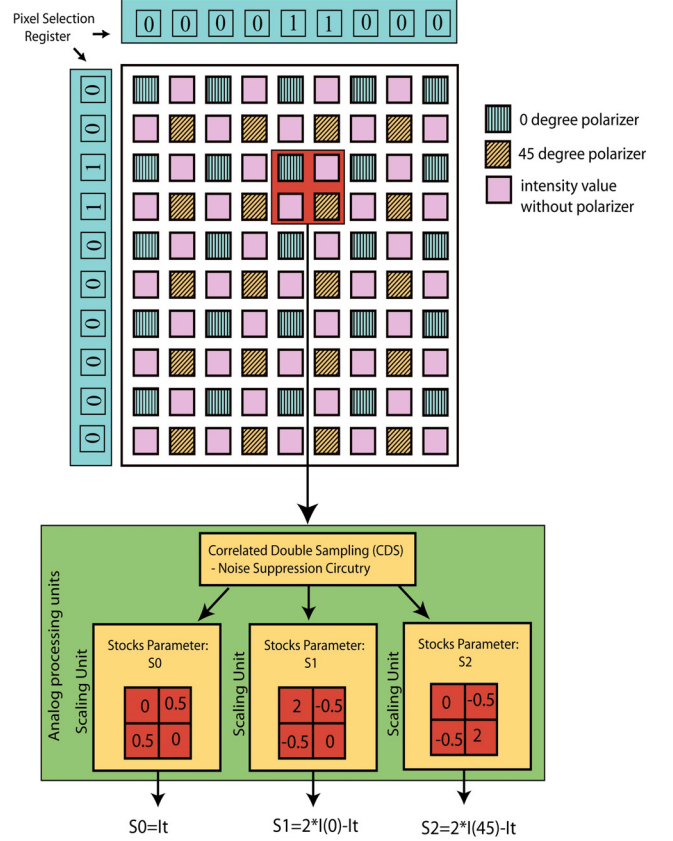 Pixel Selection
Register
0 0 0 0 1 1 0 0 0
0
0
1
1
0
0
0
0
0
0
0 degree polarizer
45 degree polarizer
intensity value
without polarizer
Analog processing units
Correlated Double Sampling (CDS)
- Noise Suppression Circutry
Scaling Unit
Stocks Parameter:
S0
0 0.5
0.5 0
S0=It
Scaling Unit
Stocks Parameter:
S1
2 -0.5
-0.5 0
S1=2*I(0)-It
Scaling Unit
Stocks Parameter:
S2
0 -0.5
-0.5 2
S2=2*I(45)-It